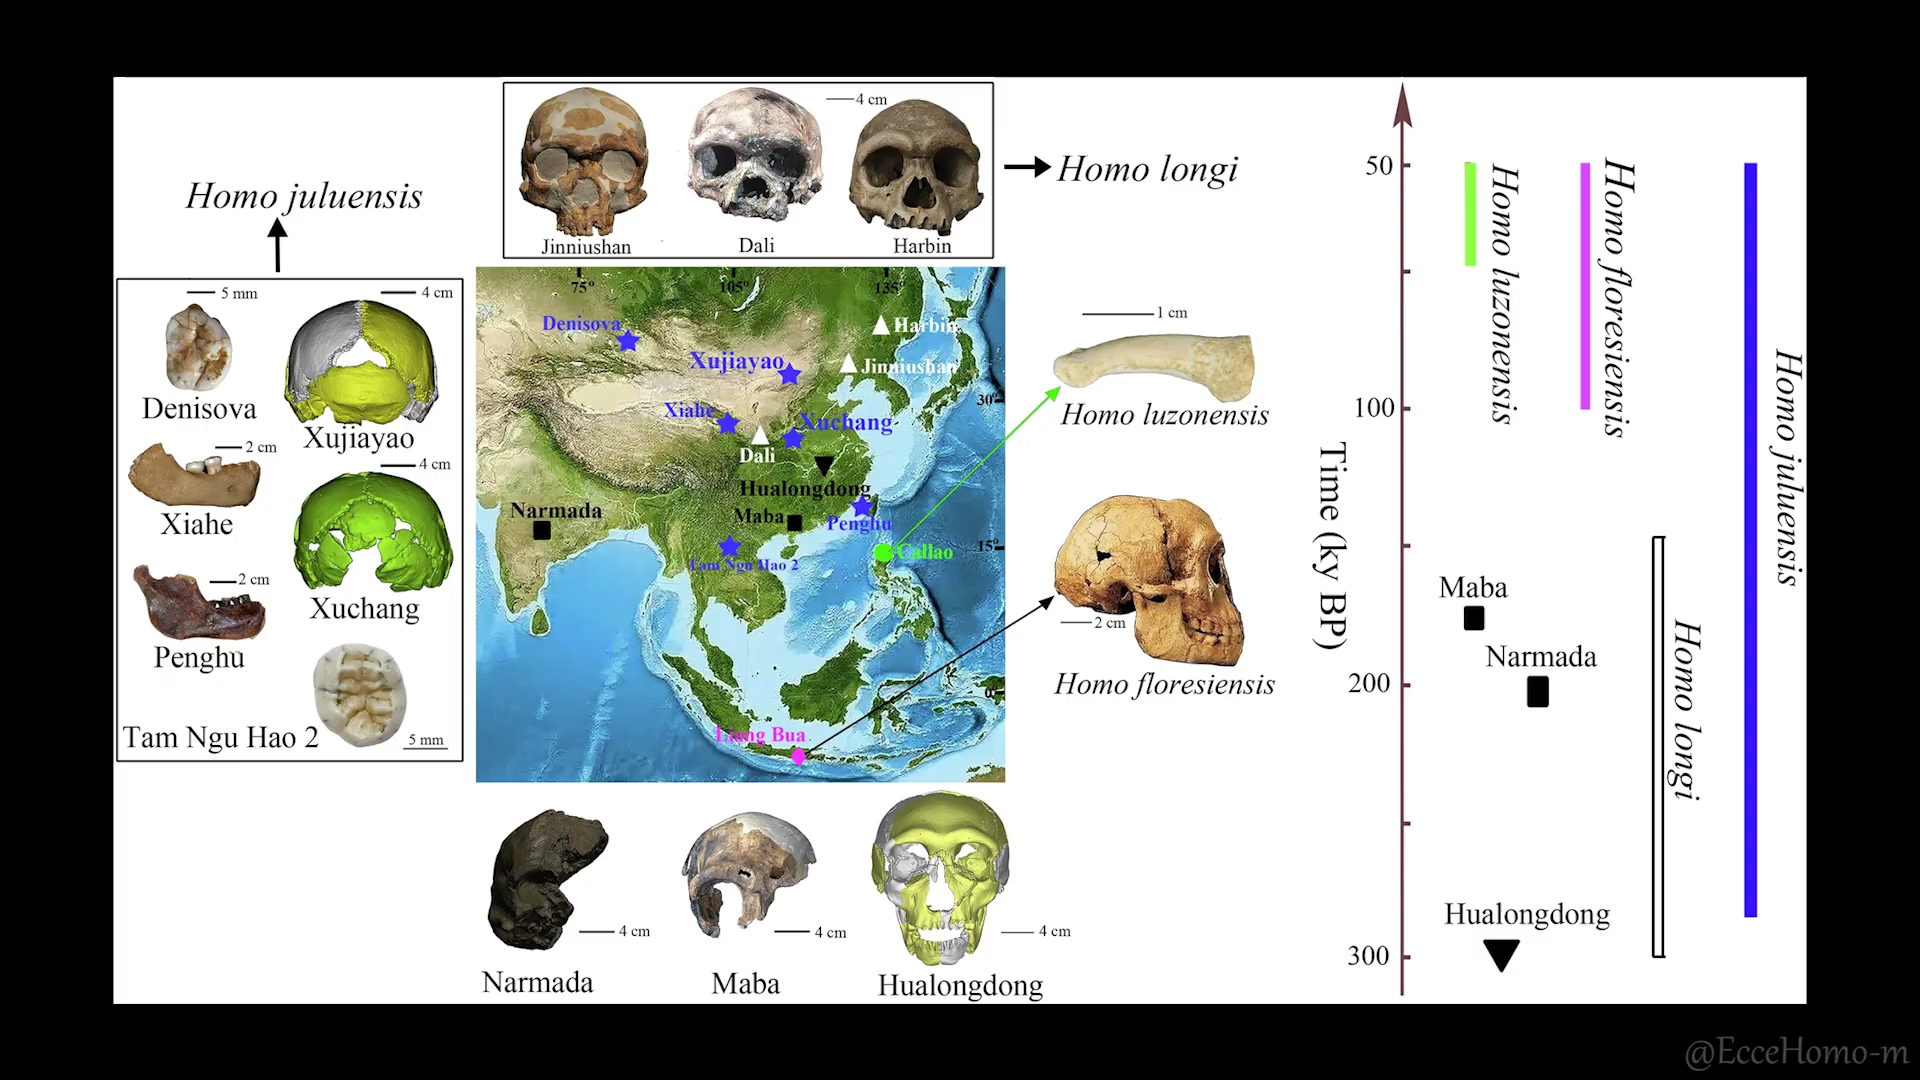 Homo juluensis
5 mm
4 cm
Denisova
Xujiayao
2 cm
4 cm
Xiahe
Xuchang
2 cm
Penghu
Tam Ngu Hao 2
5 mm
4 cm
Jinniushan
Dali
Harbin
Homo longi
75°
105°
135°
Denisova
Harbin
Xujiayao
Jinniushan
30°
Xiahe
Xuchang
Dali
Hualongdong
Narmada
Maba
Penghu
15°
Callao
Tam Ngu Hao 2
0°
Liang Bua
1 cm
Homo luzonensis
2 cm
Homo floresiensis
4 cm
Narmada
4 cm
Maba
4 cm
Hualongdong
Time (ky BP)
50
100
200
300
Homo luzonensis
Homo floresiensis
Homo juluensis
Maba
Narmada
Homo longi
Hualongdong
@EcceHomo-m